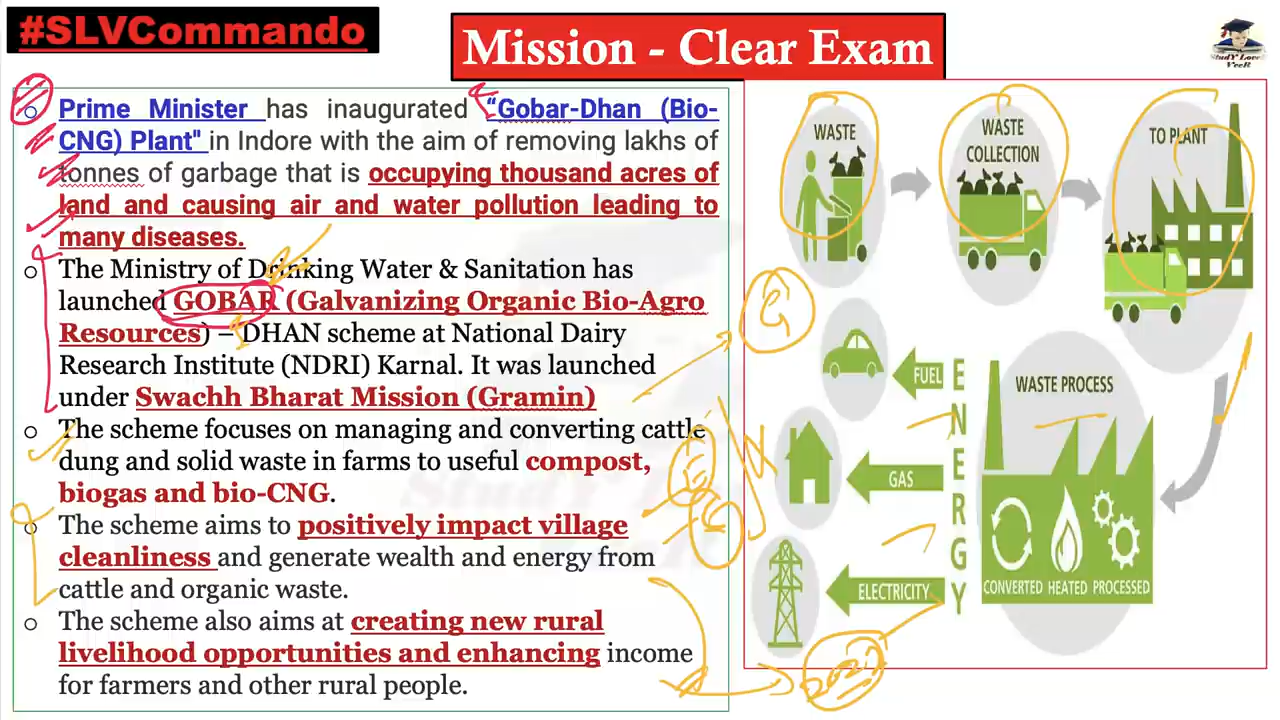 #SLVCommando
Mission - Clear Exam
StudY LoveR
VeeR
Prime Minister has inaugurated “Gobar-Dhan (Bio-
CNG) Plant" in Indore with the aim of removing lakhs of
tonnes of garbage that is occupying thousand acres of
land and causing air and water pollution leading to
many diseases.
The Ministry of Drinking Water & Sanitation has
launched GOBAR (Galvanizing Organic Bio-Agro
Resources) – DHAN scheme at National Dairy
Research Institute (NDRI) Karnal. It was launched
under Swachh Bharat Mission (Gramin)
The scheme focuses on managing and converting cattle
dung and solid waste in farms to useful compost,
biogas and bio-CNG.
The scheme aims to positively impact village
cleanliness and generate wealth and energy from
cattle and organic waste.
The scheme also aims at creating new rural
livelihood opportunities and enhancing income
for farmers and other rural people.
WASTE
WASTE
COLLECTION
TO PLANT
WASTE PROCESS
CONVERTED HEATED PROCESSED
ENERGY
FUEL
GAS
ELECTRICITY
G